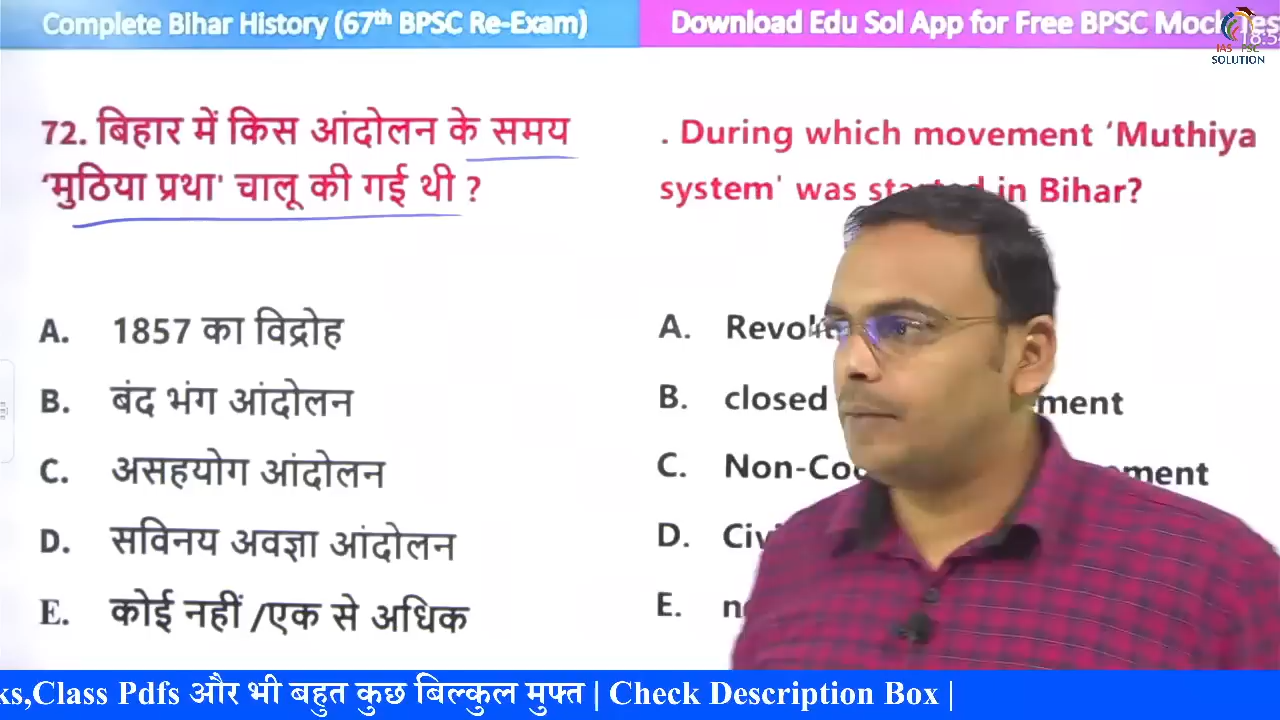 Complete Bihar History (67th BPSC Re-Exam)
Download Edu Sol App for Free BPSC Mock
IAS PSC
SOLUTION
72. बिहार में किस आंदोलन के समय
‘मुठिया प्रथा' चालू की गई थी ?
A. 1857 का विद्रोह
B. बंद भंग आंदोलन
C. असहयोग आंदोलन
D. सविनय अवज्ञा आंदोलन
E. कोई नहीं /एक से अधिक
. During which movement ‘Muthiya
system' was in Bihar?
A.
B. closed
C.
D.
E.
Class Pdfs और भी बहुत कुछ बिल्कुल मुफ्त | Check Description Box |